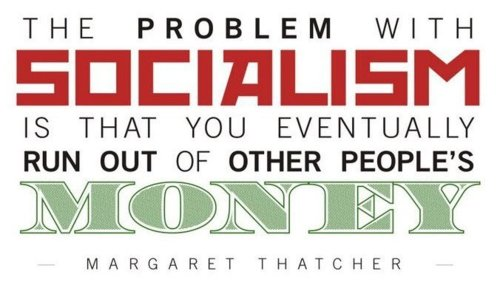 THE PROBLEM WITH
SOCIALISM
IS THAT YOU EVENTUALLY
RUN OUT OF OTHER PEOPLE'S
MONEY
— MARGARET THATCHER —